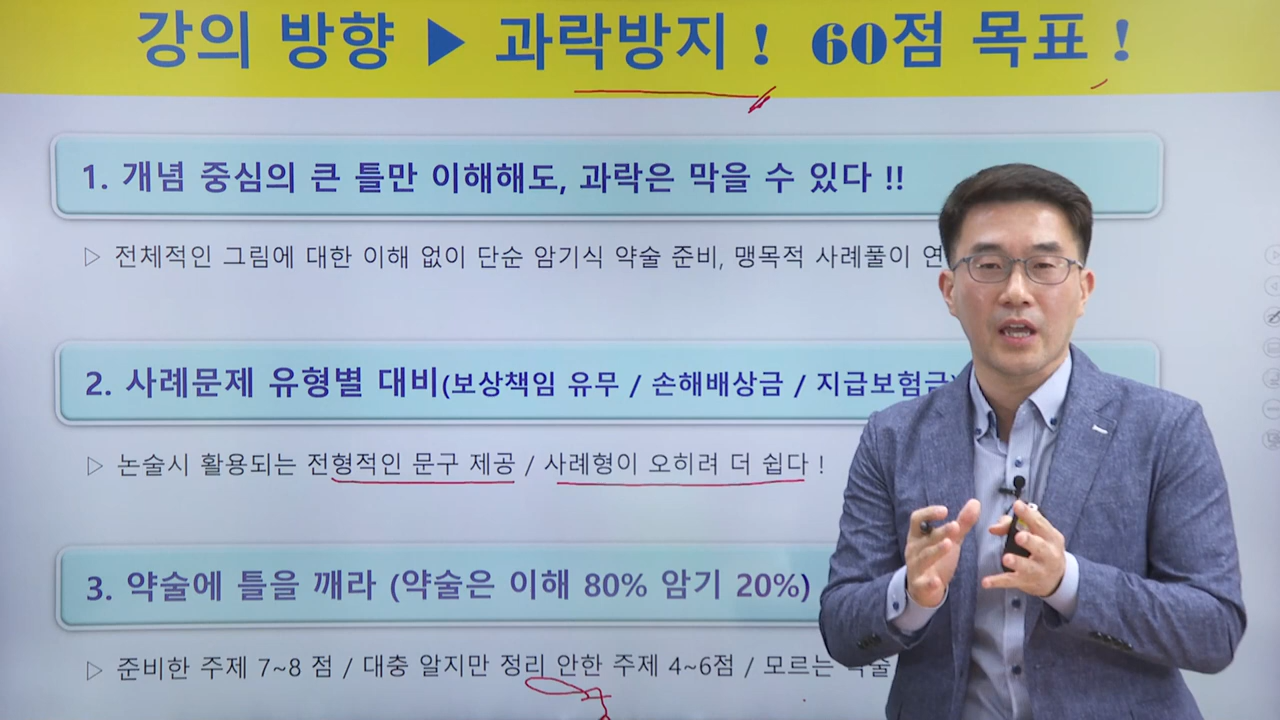 강의 방향 ▶ 과락방지 ! 60점 목표 !
1. 개념 중심의 큰 틀만 이해해도, 과락은 막을 수 있다 !!
▷ 전체적인 그림에 대한 이해 없이 단순 암기식 약술 준비, 맹목적 사례풀이
2. 사례문제 유형별 대비(보상책임 유무 / 손해배상금 / 지급보험금)
▷ 논술시 활용되는 전형적인 문구 제공 / 사례형이 오히려 더 쉽다 !
3. 약술에 틀을 깨라 (약술은 이해 80% 암기 20%)
▷ 준비한 주제 7~8 점 / 대충 알지만 정리 안한 주제 4~6점 / 모르는